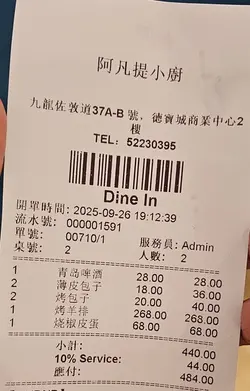 阿凡提小廚
九龍佐敦道37A-B 號，德寶城商業中心2
樓
TEL: 52230395
Dine In
開單時間: 2025-09-26 19:12:39
流水號: 000001591
單號: 00710/1 服務員: Admin
桌號: 2 人數: 2
1 青岛啤酒 28.00 28.00
2 薄皮包子 18.00 36.00
2 烤包子 20.00 40.00
1 烤羊排 268.00 268.00
1 烧椒皮蛋 68.00 68.00
小計: 440.00
10% Service: 44.00
應付: 484.00